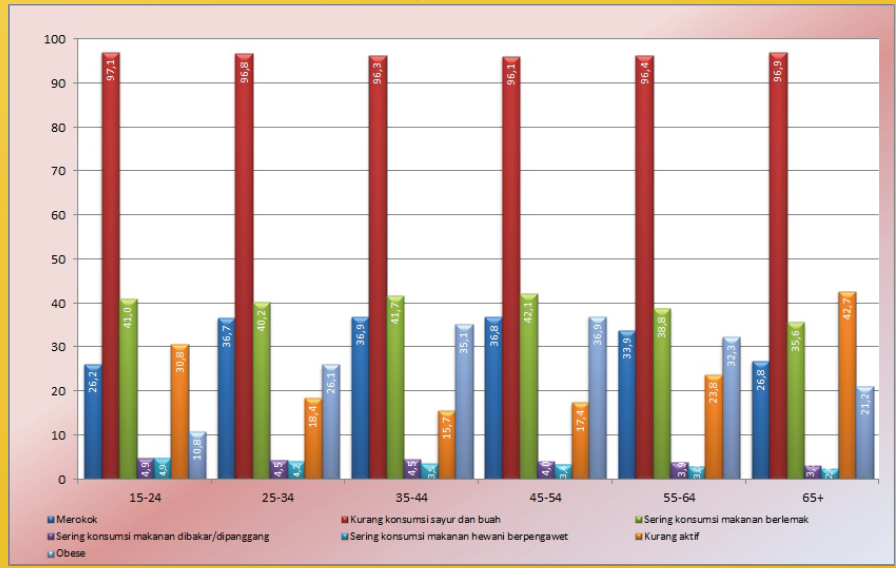 100
90
80
70
60
50
40
30
20
10
0
26,2 97,1 41,0 4,9 4,9 30,8 10,8
36,7 96,8 40,2 4,5 18,4 26,1
36,9 96,3 41,7 4,5 15,7 35,1
36,8 96,1 42,1 4,0 17,4 36,9
33,9 96,4 38,8 3,9 23,8 32,3
26,8 96,9 35,6 42,7 21,2
15-24 25-34 35-44 45-54 55-64 65+
Merokok Kurang konsumsi sayur dan buah Sering konsumsi makanan berlemak
Sering konsumsi makanan dibakar/dipanggang Sering konsumsi makanan hewani berpengawet Kurang aktif
Obese